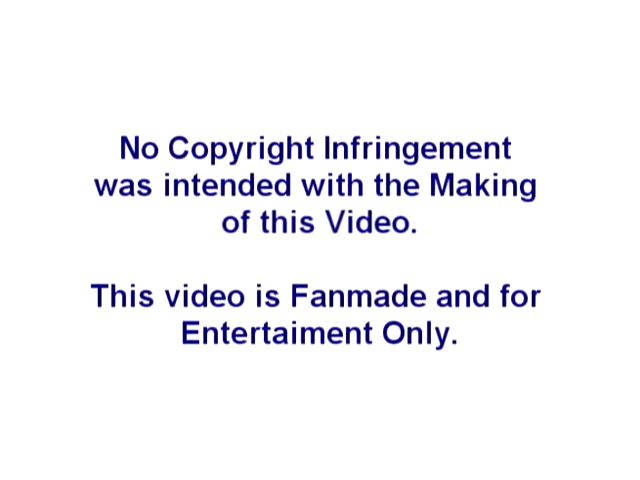 No Copyright Infringement
was intended with the Making
of this Video.
This video is Fanmade and for
Entertaiment Only.